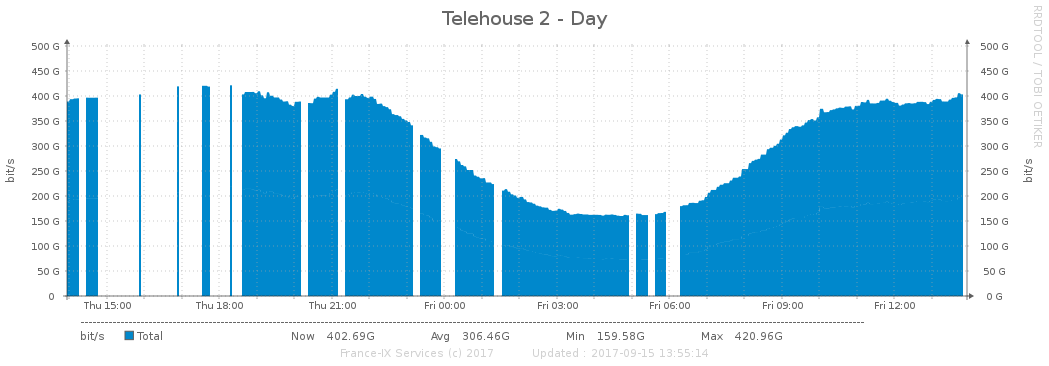 Telehouse 2 - Day
RRDTOOL / TOBI OETIKER
500 G 500 G
450 G 450 G
400 G 400 G
350 G 350 G
300 G 300 G
250 G 250 G
200 G 200 G
150 G 150 G
100 G 100 G
50 G 50 G
0 0 G
bit/s
bit/s
Thu 15:00 Thu 18:00 Thu 21:00 Fri 00:00 Fri 03:00 Fri 06:00 Fri 09:00 Fri 12:00
bit/s Total Now 402.69G Avg 306.46G Min 159.58G Max 420.96G
France-IX Services (c) 2017 Updated : 2017-09-15 13:55:14